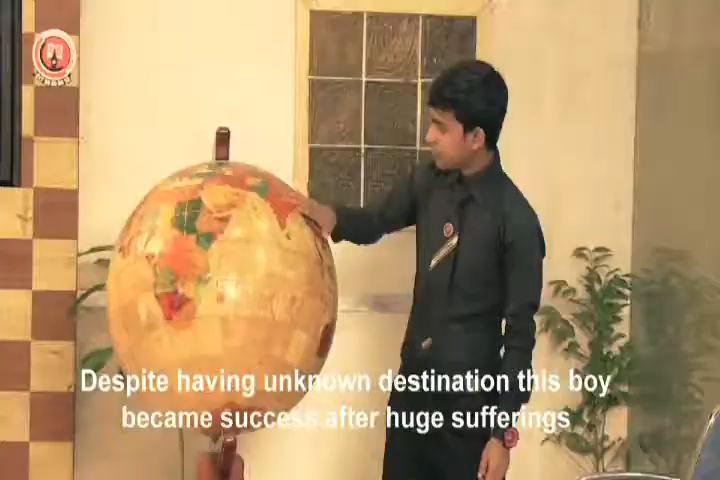 Despite having unknown destination this boy
became success after huge sufferings